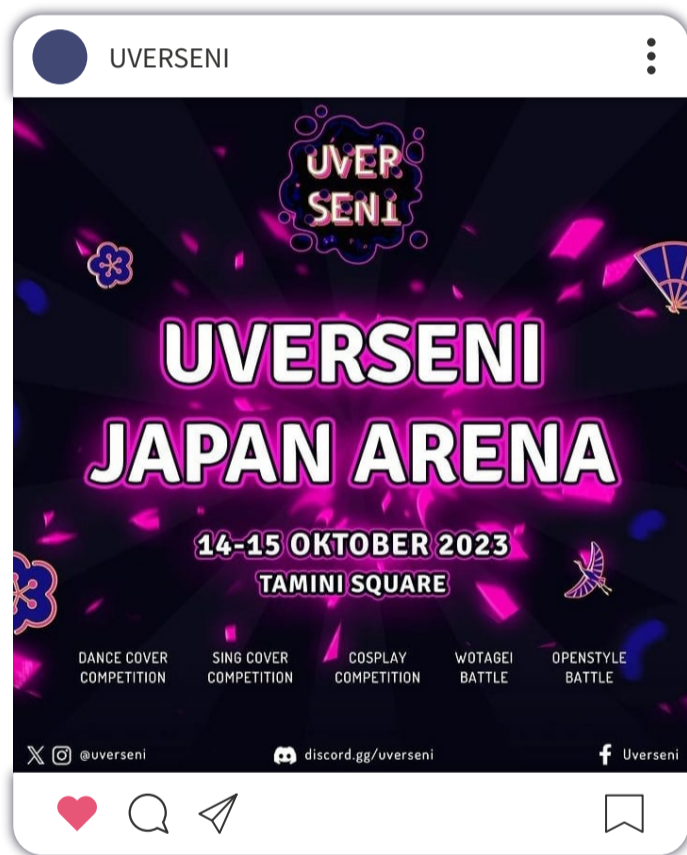 UVERSENI
UVER
SENI
UVERSENI
JAPAN ARENA
14-15 OKTOBER 2023
TAMINI SQUARE
DANCE COVER
COMPETITION
SING COVER
COMPETITION
COSPLAY
COMPETITION
WOTAGEI
BATTLE
OPENSTYLE
BATTLE
@uverseni
discord.gg/uverseni
Uverseni